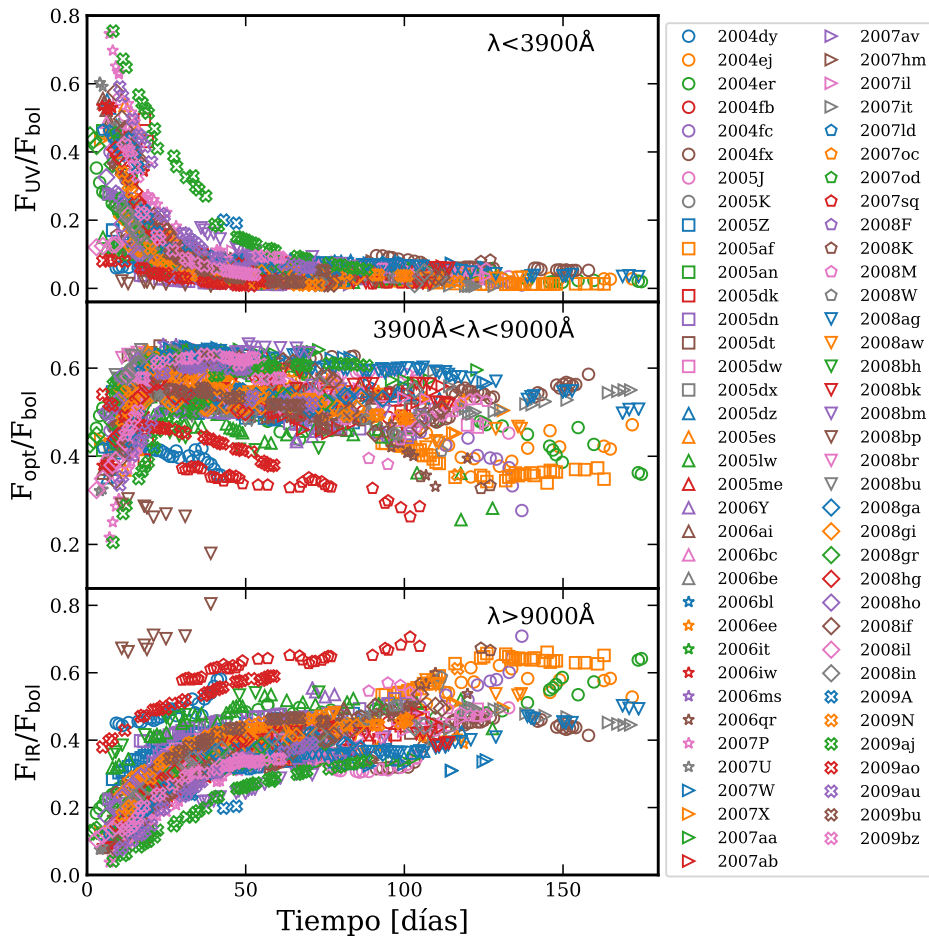 0.8
0.6
0.4
0.2
0.0
F_UV/F_bol
λ<3900Å
0.6
0.4
0.2
F_opt/F_bol
3900Å<λ<9000Å
0.8
0.6
0.4
0.2
0.0
F_IR/F_bol
λ>9000Å
0
50
100
150
Tiempo [días]
2004dy
2004ej
2004er
2004fb
2004fc
2004fx
2005J
2005K
2005Z
2005af
2005an
2005dk
2005dn
2005dt
2005dw
2005dx
2005dz
2005es
2005lw
2005me
2006Y
2006ai
2006bc
2006be
2006bl
2006ee
2006it
2006iw
2006ms
2006qr
2007P
2007U
2007W
2007X
2007aa
2007ab
2007av
2007hm
2007il
2007it
2007ld
2007oc
2007od
2007sq
2008F
2008K
2008M
2008W
2008ag
2008aw
2008bh
2008bk
2008bm
2008bp
2008br
2008bu
2008ga
2008gi
2008gr
2008hg
2008ho
2008if
2008il
2008in
2009A
2009N
2009aj
2009ao
2009au
2009bu
2009bz